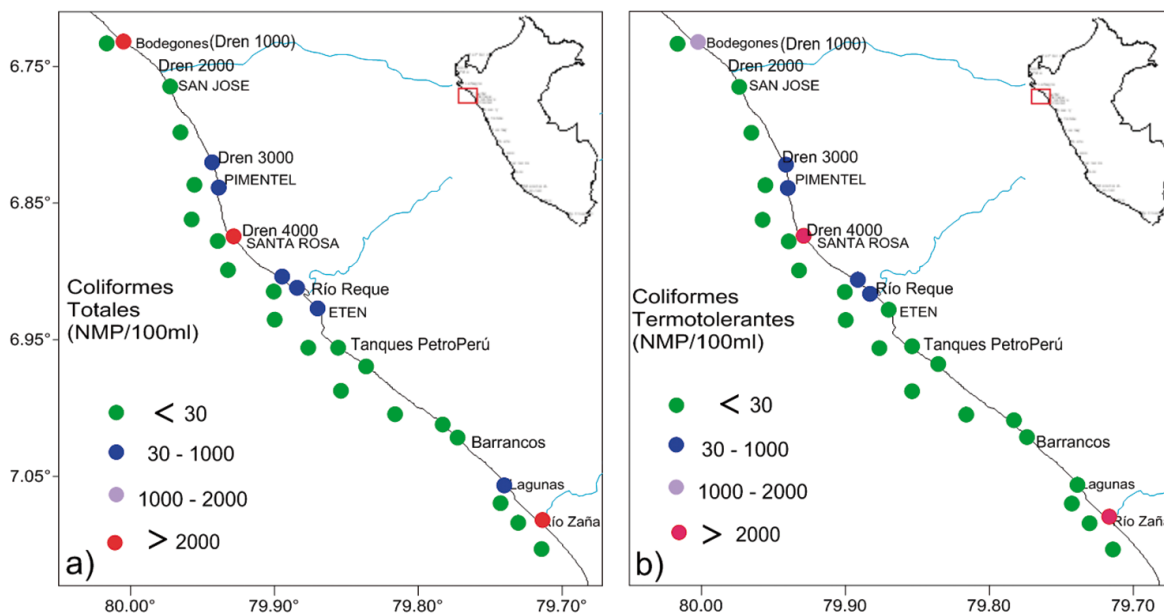 Bodegones (Dren 1000)
6.75°
Dren 2000
SAN JOSE
Dren 3000
PIMENTEL
6.85°
Dren 4000
SANTA ROSA
Coliformes
Totales
(NMP/100ml)
Río Reque
ETEN
6.95°
Tanques PetroPerú
< 30
Barrancos
30 - 1000
7.05°
Lagunas
1000 - 2000
Río Zaña
> 2000
a)
80.00
79.90
79.80
79.70
Bodegones (Dren 1000)
Dren 2000
SAN JOSE
Dren 3000
PIMENTEL
Dren 4000
SANTA ROSA
Coliformes
Termotolerantes
(NMP/100ml)
Río Reque
ETEN
Tanques PetroPerú
< 30
Barrancos
30 - 1000
Lagunas
1000 - 2000
Río Zaña
> 2000
b)
80.00
79.90
79.80
79.70